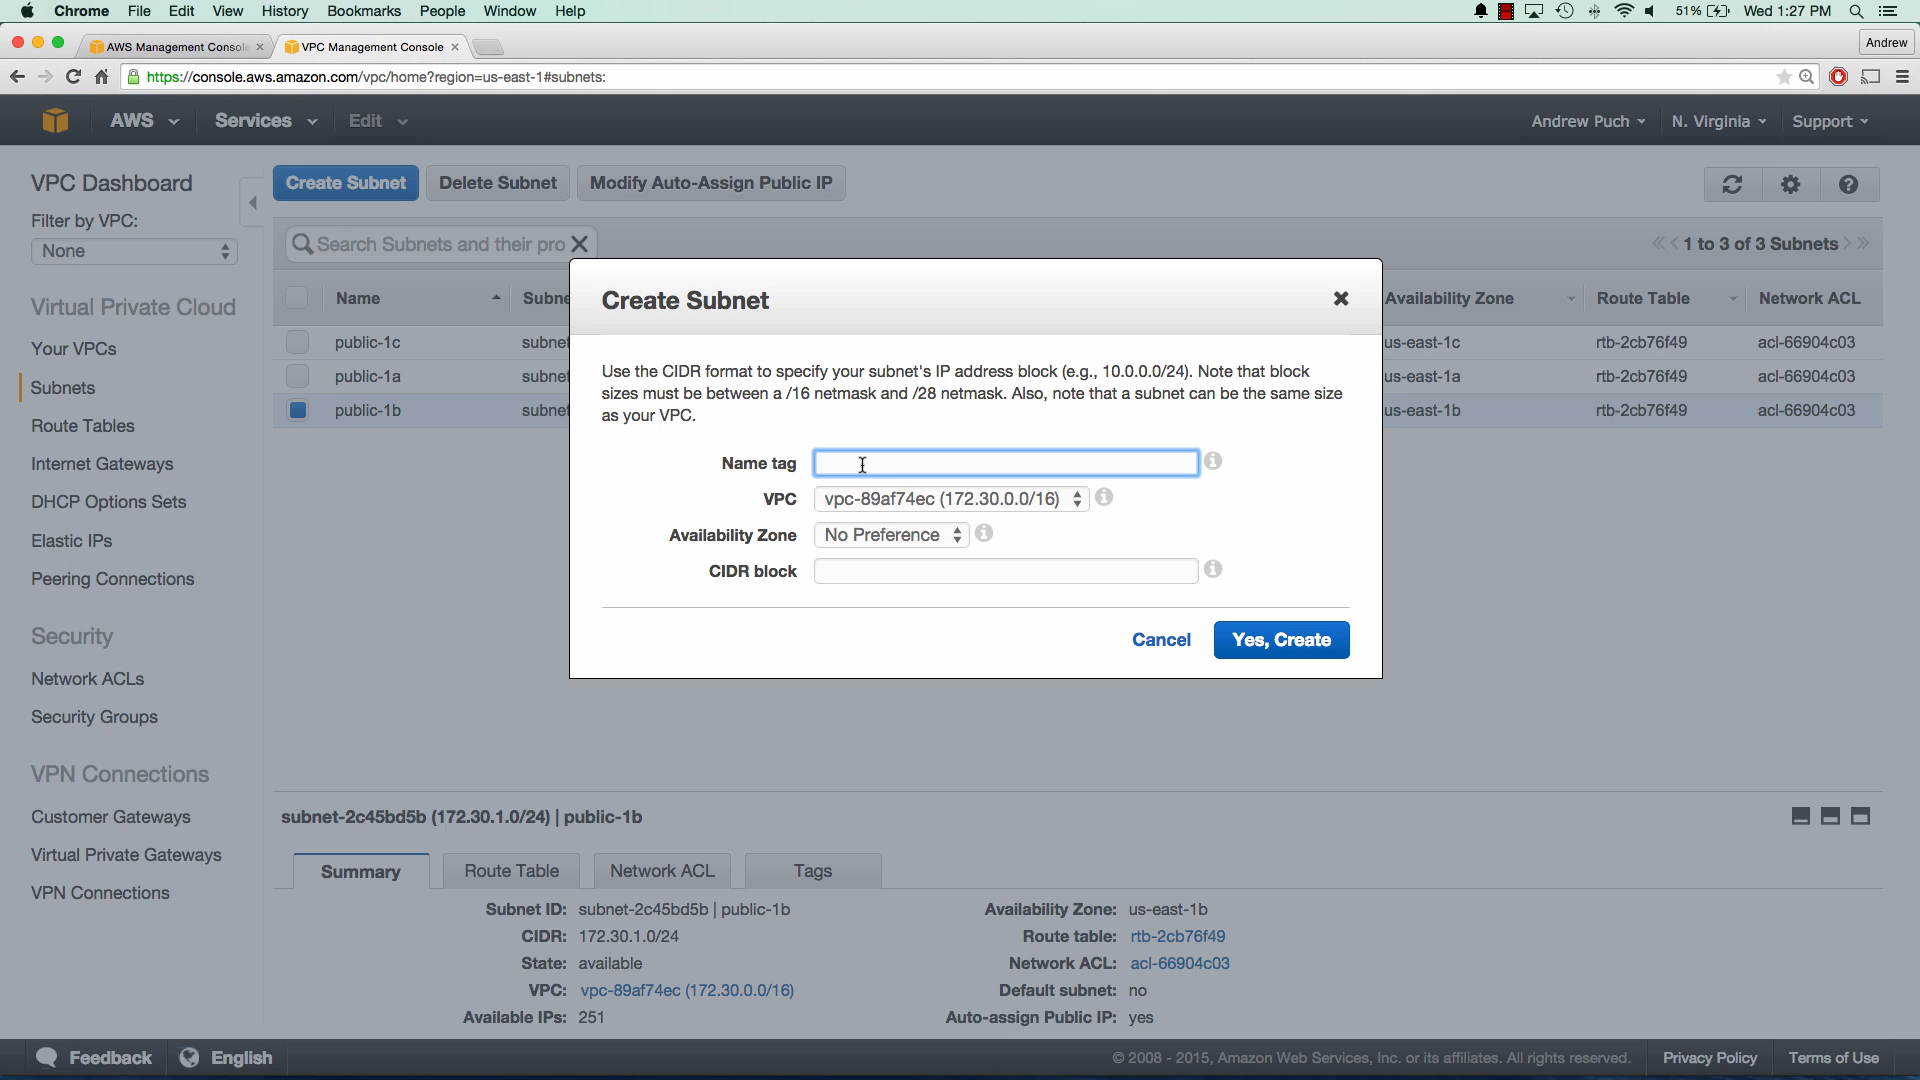 Chrome File Edit View History Bookmarks People Window Help 51% Wed 1:27 PM
AWS Management Console VPC Management Console Andrew
https://console.aws.amazon.com/vpc/home?region=us-east-1#subnets:
AWS Services Edit Andrew Puch N. Virginia Support
VPC Dashboard
Filter by VPC:
None
Virtual Private Cloud
Your VPCs
Subnets
Route Tables
Internet Gateways
DHCP Options Sets
Elastic IPs
Peering Connections
Security
Network ACLs
Security Groups
VPN Connections
Customer Gateways
Virtual Private Gateways
VPN Connections
Create Subnet Delete Subnet Modify Auto-Assign Public IP
Search Subnets and their pro 1 to 3 of 3 Subnets
Name Subne Availability Zone Route Table Network ACL
public-1c subnet us-east-1c rtb-2cb76f49 acl-66904c03
public-1a subnet us-east-1a rtb-2cb76f49 acl-66904c03
public-1b subnet us-east-1b rtb-2cb76f49 acl-66904c03
Create Subnet
Use the CIDR format to specify your subnet's IP address block (e.g., 10.0.0.0/24). Note that block
sizes must be between a /16 netmask and /28 netmask. Also, note that a subnet can be the same size
as your VPC.
Name tag
VPC vpc-89af74ec (172.30.0.0/16)
Availability Zone No Preference
CIDR block
Cancel Yes, Create
subnet-2c45bd5b (172.30.1.0/24) | public-1b
Summary Route Table Network ACL Tags
Subnet ID: subnet-2c45bd5b | public-1b Availability Zone: us-east-1b
CIDR: 172.30.1.0/24 Route table: rtb-2cb76f49
State: available Network ACL: acl-66904c03
VPC: vpc-89af74ec (172.30.0.0/16) Default subnet: no
Available IPs: 251 Auto-assign Public IP: yes
Feedback English © 2008 - 2015, Amazon Web Services, Inc. or its affiliates. All rights reserved. Privacy Policy Terms of Use